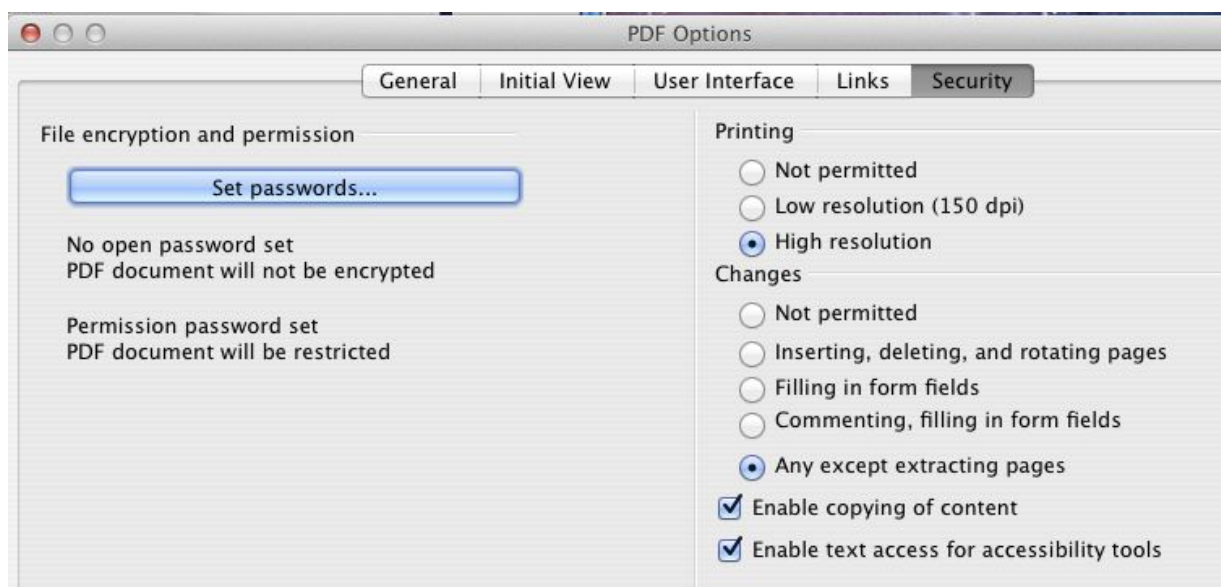 PDF Options
General Initial View User Interface Links Security
File encryption and permission
Set passwords...
No open password set
PDF document will not be encrypted
Permission password set
PDF document will be restricted
Printing
Not permitted
Low resolution (150 dpi)
High resolution
Changes
Not permitted
Inserting, deleting, and rotating pages
Filling in form fields
Commenting, filling in form fields
Any except extracting pages
Enable copying of content
Enable text access for accessibility tools